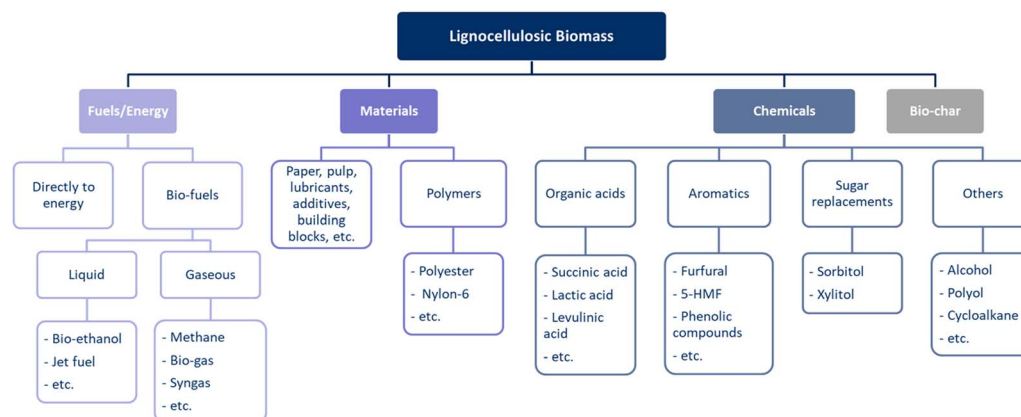 Lignocellulosic Biomass
Fuels/Energy
Materials
Chemicals
Bio-char
Directly to
energy
Bio-fuels
Paper, pulp,
lubricants,
additives,
building
blocks, etc.
Polymers
Organic acids
Aromatics
Sugar
replacements
Others
Liquid
Gaseous
- Polyester
- Nylon-6
- etc.
- Succinic acid
- Lactic acid
- Levulinic
acid
- etc.
- Furfural
- 5-HMF
- Phenolic
compounds
- etc.
- Sorbitol
- Xylitol
- Alcohol
- Polyol
- Cycloalkane
- etc.
- Bio-ethanol
- Jet fuel
- etc.
- Methane
- Bio-gas
- Syngas
- etc.